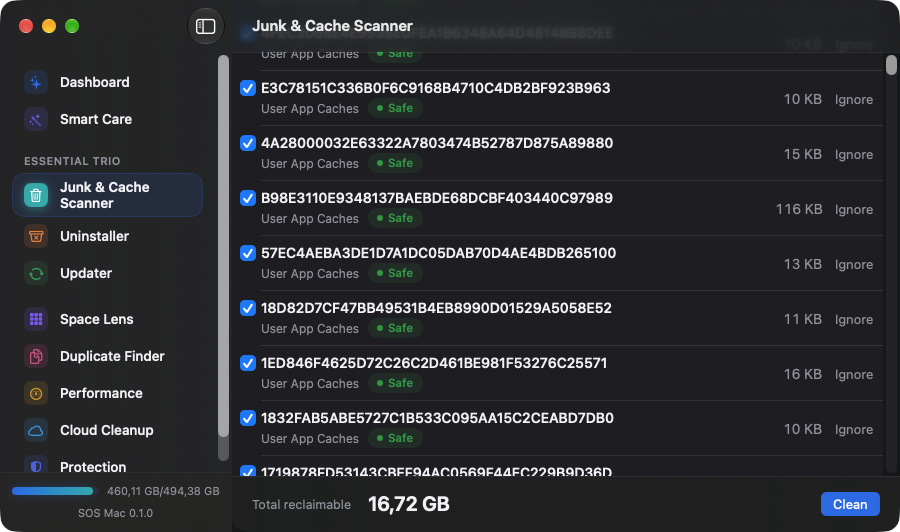 Junk & Cache Scanner
Dashboard
Smart Care
ESSENTIAL TRIO
Junk & Cache
Scanner
Uninstaller
Updater
Space Lens
Duplicate Finder
Performance
Cloud Cleanup
Protection
460,11 GB/494,38 GB
SOS Mac 0.1.0
10 KB Ignore
User App Caches Safe
E3C78151C336B0F6C9168B4710C4DB2BF923B963
User App Caches Safe
10 KB Ignore
4A28000032E63322A7803474B52787D875A89880
User App Caches Safe
15 KB Ignore
B98E3110E9348137BAEBDE68DCBF403440C97989
User App Caches Safe
116 KB Ignore
57EC4AEBA3DE1D7A1DC05DAB70D4AE4BDB265100
User App Caches Safe
13 KB Ignore
18D82D7CF47BB49531B4EB8990D01529A5058E52
User App Caches Safe
11 KB Ignore
1ED846F4625D72C26C2D461BE981F53276C25571
User App Caches Safe
16 KB Ignore
1832FAB5ABE5727C1B533C095AA15C2CEABD7DB0
User App Caches Safe
10 KB Ignore
Total reclaimable 16,72 GB
Clean